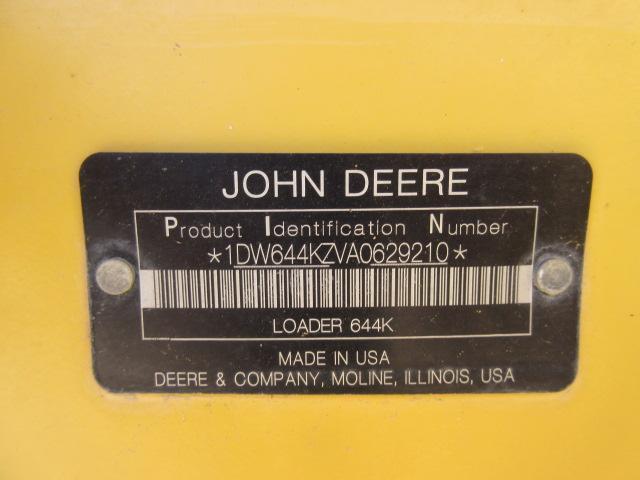 JOHN DEERE
Product Identification Number
*1DW644KZVA0629210*
LOADER 644K
MADE IN USA
DEERE & COMPANY, MOLINE, ILLINOIS, USA